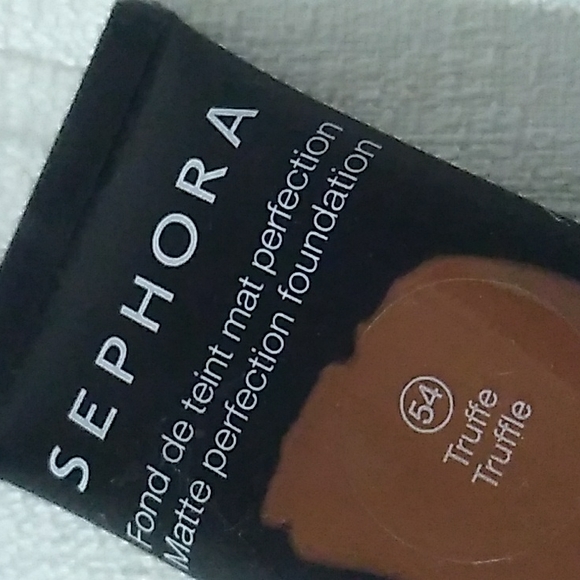 SEPHORA
Fond de teint mat perfection
Matte perfection foundation
54
Truffe
Truffle